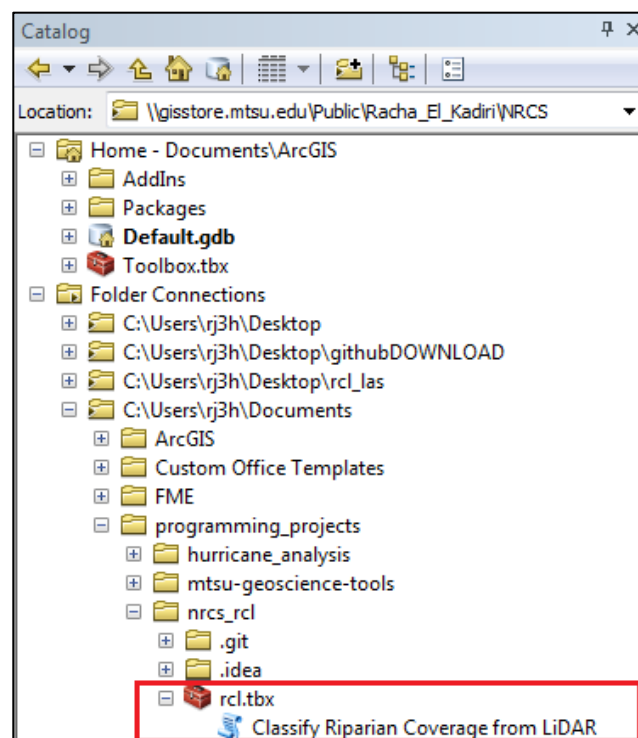 Catalog
Location: \\gisstore.mtsu.edu\Public\Racha_El_Kadiri\NRCS
Home - Documents\ArcGIS
AddIns
Packages
Default.gdb
Toolbox.tbx
Folder Connections
C:\Users\rj3h\Desktop
C:\Users\rj3h\Desktop\githubDOWNLOAD
C:\Users\rj3h\Desktop\rcl_las
C:\Users\rj3h\Documents
ArcGIS
Custom Office Templates
FME
programming_projects
hurricane_analysis
mtsu-geoscience-tools
nrcs_rcl
.git
.idea
rcl.tbx
Classify Riparian Coverage from LiDAR